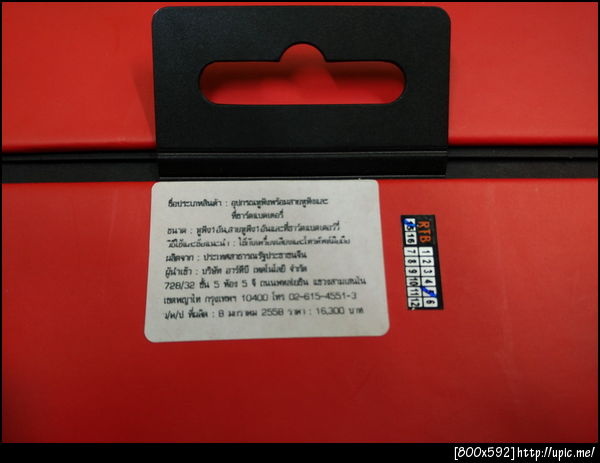 ชื่อประเภทสินค้า : อุปกรณ์หูฟังพร้อมสายหูฟังและ
ที่ชาร์ตแบตเตอรี่
ขนาด : หูฟัง1อัน,สายหูฟัง1อันและที่ชาร์ตแบตเตอร์รี่
วิธีใช้และข้อแนะนำ : ใช้กับเครื่องเสียงและโทรศัพท์มือถือ
ผลิตจาก : ประเทศสาธารณรัฐประชาชนจีน
ผู้นำเข้า : บริษัท อาร์ทีบี เทคโนโลยี จำกัด
728/32 ชั้น 5 ห้อง 5 จี ถนนพหลโยธิน แขวงสามเสนใน
เขตพญาไท กรุงเทพฯ 10400 โทร 02-615-4551-3
ว/ด/ป ที่ผลิต : 8 มกราคม 2558 ราคา : 16,300 บาท
RTB
15 16
1 2 3 4 5 6
7 8 9 10 11 12
[800x592]http://upic.me/